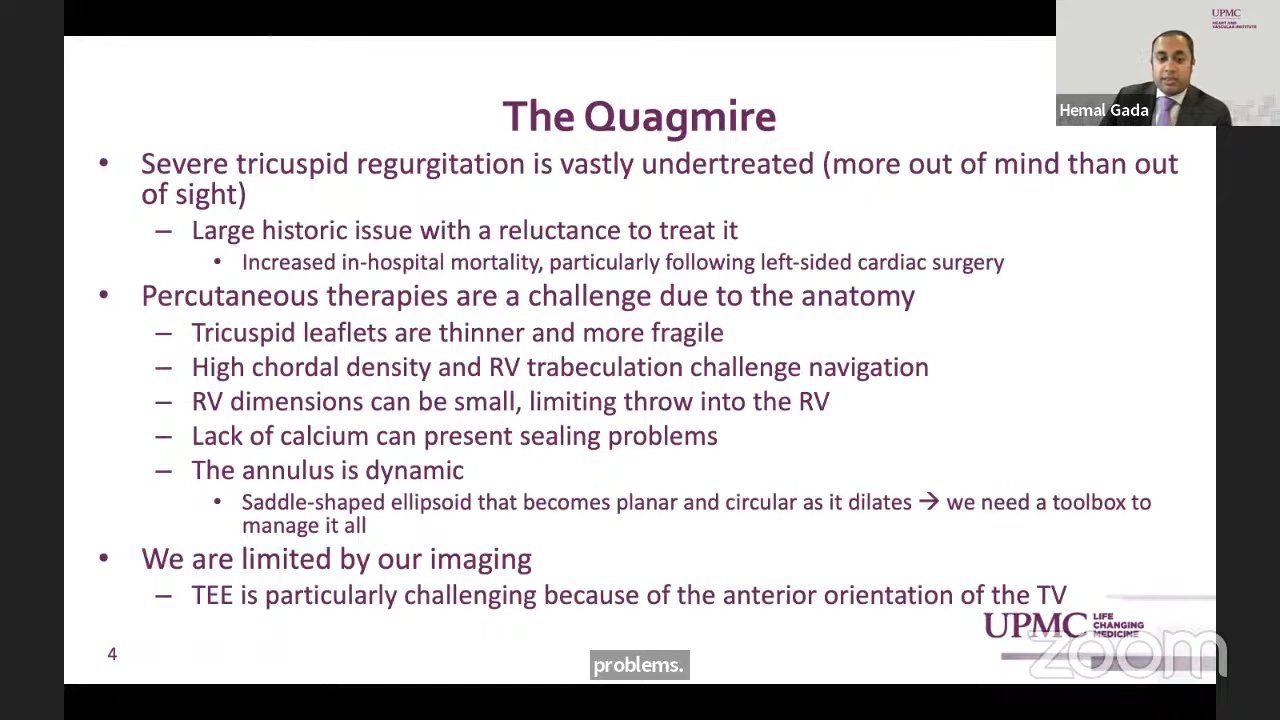 UPMC
HEART AND
VASCULAR INSTITUTE
Hemal Gada
The Quagmire
• Severe tricuspid regurgitation is vastly undertreated (more out of mind than out
of sight)
– Large historic issue with a reluctance to treat it
• Increased in-hospital mortality, particularly following left-sided cardiac surgery
• Percutaneous therapies are a challenge due to the anatomy
– Tricuspid leaflets are thinner and more fragile
– High chordal density and RV trabeculation challenge navigation
– RV dimensions can be small, limiting throw into the RV
– Lack of calcium can present sealing problems
– The annulus is dynamic
• Saddle-shaped ellipsoid that becomes planar and circular as it dilates → we need a toolbox to
manage it all
• We are limited by our imaging
– TEE is particularly challenging because of the anterior orientation of the TV
UPMC LIFE
CHANGING
MEDICINE
zoom
4
problems.